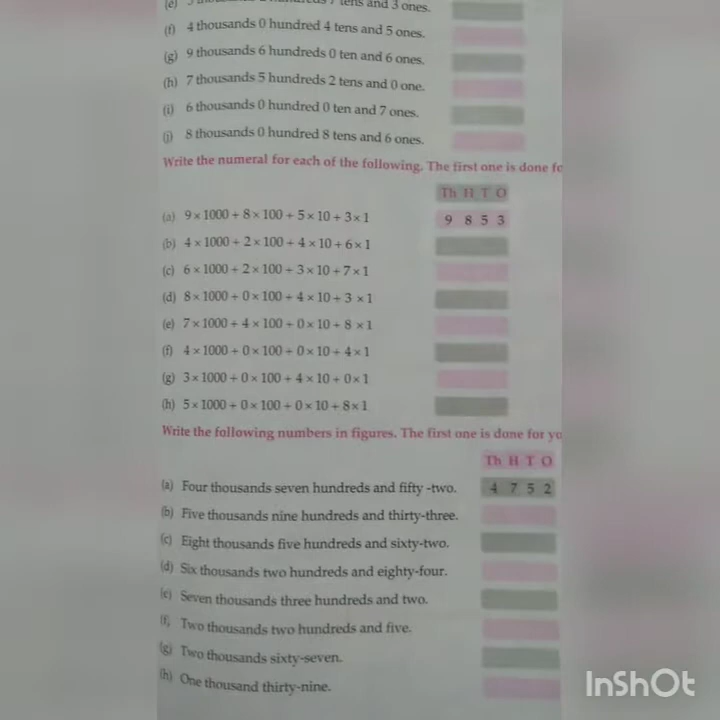 (e) tens and 3 ones.
(f) 4 thousands 0 hundred 4 tens and 5 ones.
(g) 9 thousands 6 hundreds 0 ten and 6 ones.
(h) 7 thousands 5 hundreds 2 tens and 0 one.
(i) 6 thousands 0 hundred 0 ten and 7 ones.
(j) 8 thousands 0 hundred 8 tens and 6 ones.
Write the numeral for each of the following. The first one is done fo
Th H T O
(a) 9 × 1000 + 8 × 100 + 5 × 10 + 3 × 1 9 8 5 3
(b) 4 × 1000 + 2 × 100 + 4 × 10 + 6 × 1
(c) 6 × 1000 + 2 × 100 + 3 × 10 + 7 × 1
(d) 8 × 1000 + 0 × 100 + 4 × 10 + 3 × 1
(e) 7 × 1000 + 4 × 100 + 0 × 10 + 8 × 1
(f) 4 × 1000 + 0 × 100 + 0 × 10 + 4 × 1
(g) 3 × 1000 + 0 × 100 + 4 × 10 + 0 × 1
(h) 5 × 1000 + 0 × 100 + 0 × 10 + 8 × 1
Write the following numbers in figures. The first one is done for yo
Th H T O
(a) Four thousands seven hundreds and fifty -two. 4 7 5 2
(b) Five thousands nine hundreds and thirty-three.
(c) Eight thousands five hundreds and sixty-two.
(d) Six thousands two hundreds and eighty-four.
(e) Seven thousands three hundreds and two.
(f) Two thousands two hundreds and five.
(g) Two thousands sixty-seven.
(h) One thousand thirty-nine.
InShOt